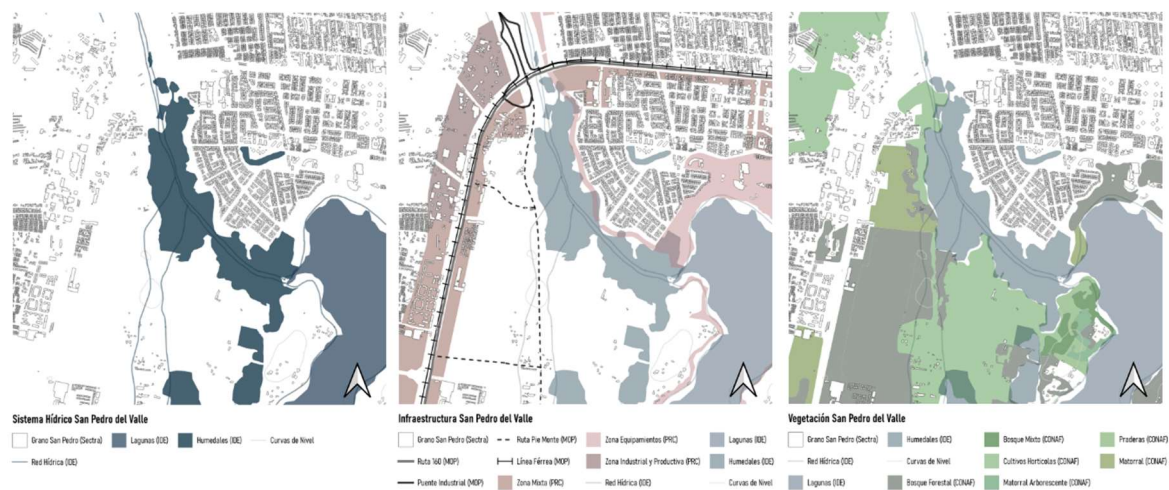 Sistema Hídrico San Pedro del Valle
Grano San Pedro (Sectra)
Lagunas (IDE)
Humedales (IDE)
Curvas de Nivel
Red Hídrica (IDE)
Infraestructura San Pedro del Valle
Grano San Pedro (Sectra)
Ruta Pie Monte (MOP)
Zona Equipamientos (PRC)
Lagunas (IDE)
Ruta 160 (MOP)
Línea Férrea (MOP)
Zona Industrial y Productiva (PRC)
Humedales (IDE)
Puente Industrial (MOP)
Zona Mixta (PRC)
Red Hídrica (IDE)
Curvas de Nivel
Vegetación San Pedro del Valle
Grano San Pedro (Sectra)
Humedales (IDE)
Bosque Mixto (CONAF)
Praderas (CONAF)
Red Hídrica (IDE)
Curvas de Nivel
Cultivos Hortícolas (CONAF)
Matorral (CONAF)
Lagunas (IDE)
Bosque Forestal (CONAF)
Matorral Arborescente (CONAF)